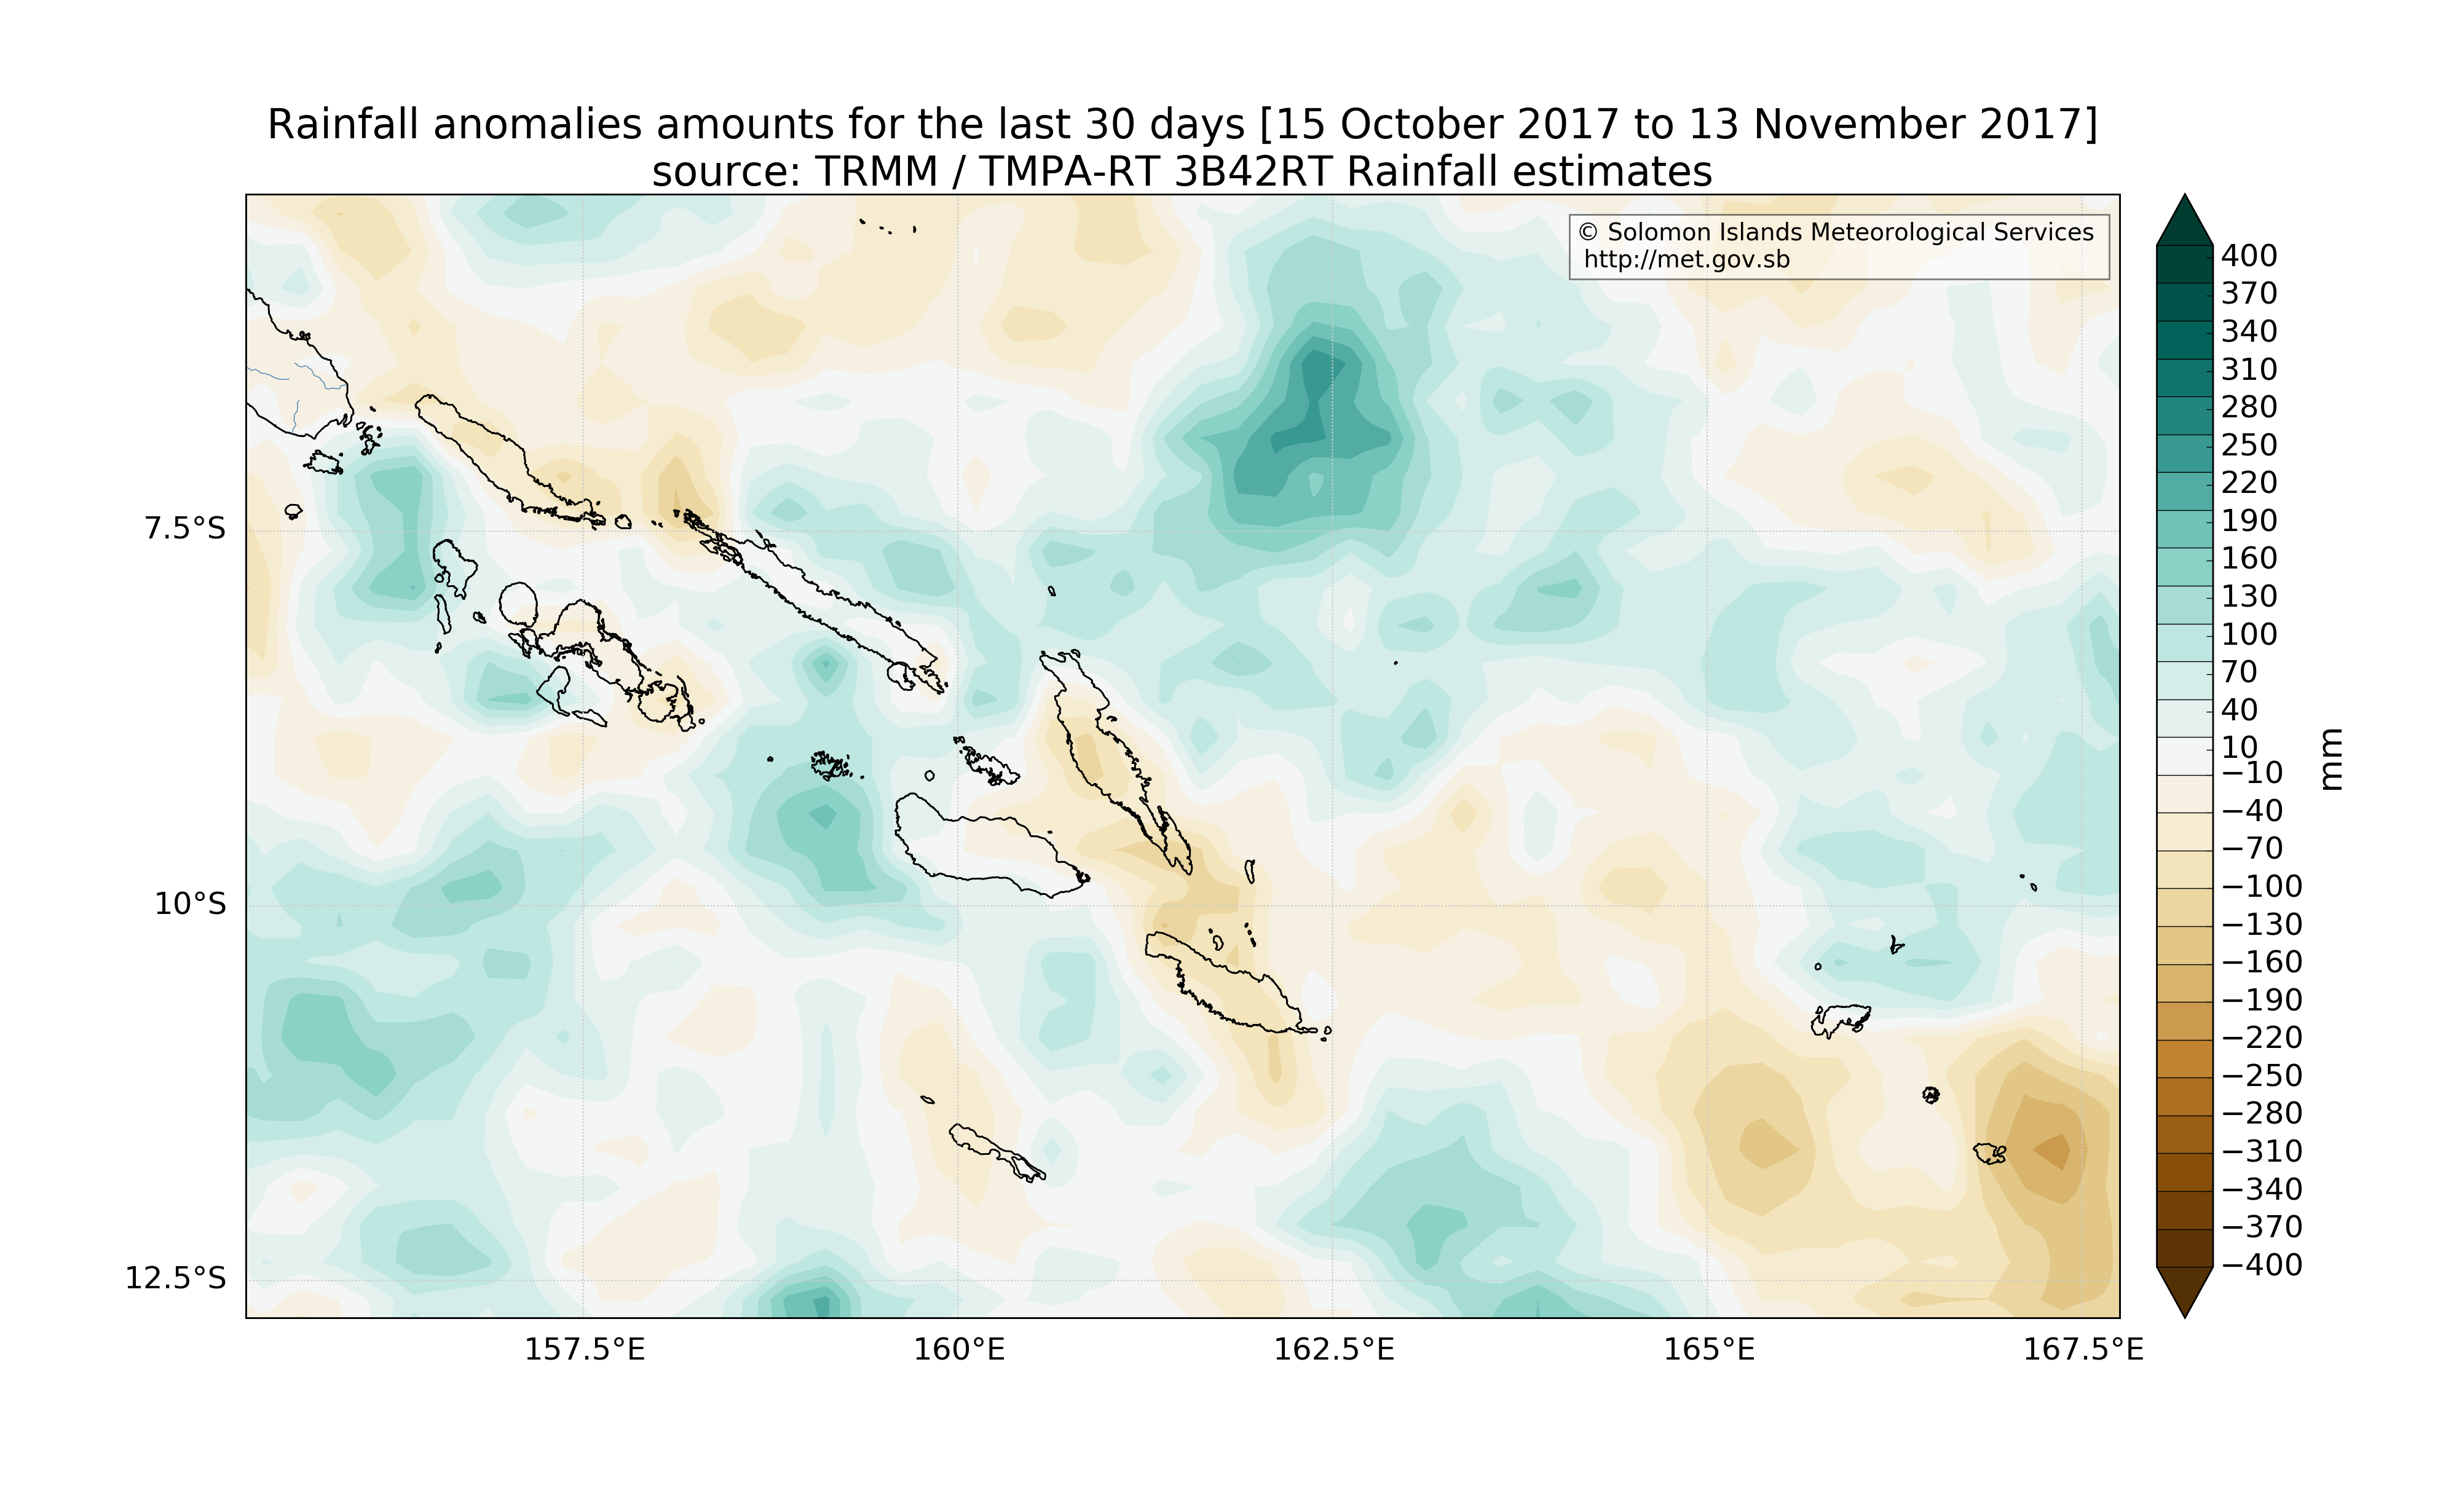 Rainfall anomalies amounts for the last 30 days [15 October 2017 to 13 November 2017]
source: TRMM / TMPA-RT 3B42RT Rainfall estimates
© Solomon Islands Meteorological Services
http://met.gov.sb
7.5°S
10°S
12.5°S
157.5°E
160°E
162.5°E
165°E
167.5°E
400
370
340
310
280
250
220
190
160
130
100
70
40
10
−10
−40
−70
−100
−130
−160
−190
−220
−250
−280
−310
−340
−370
−400
mm